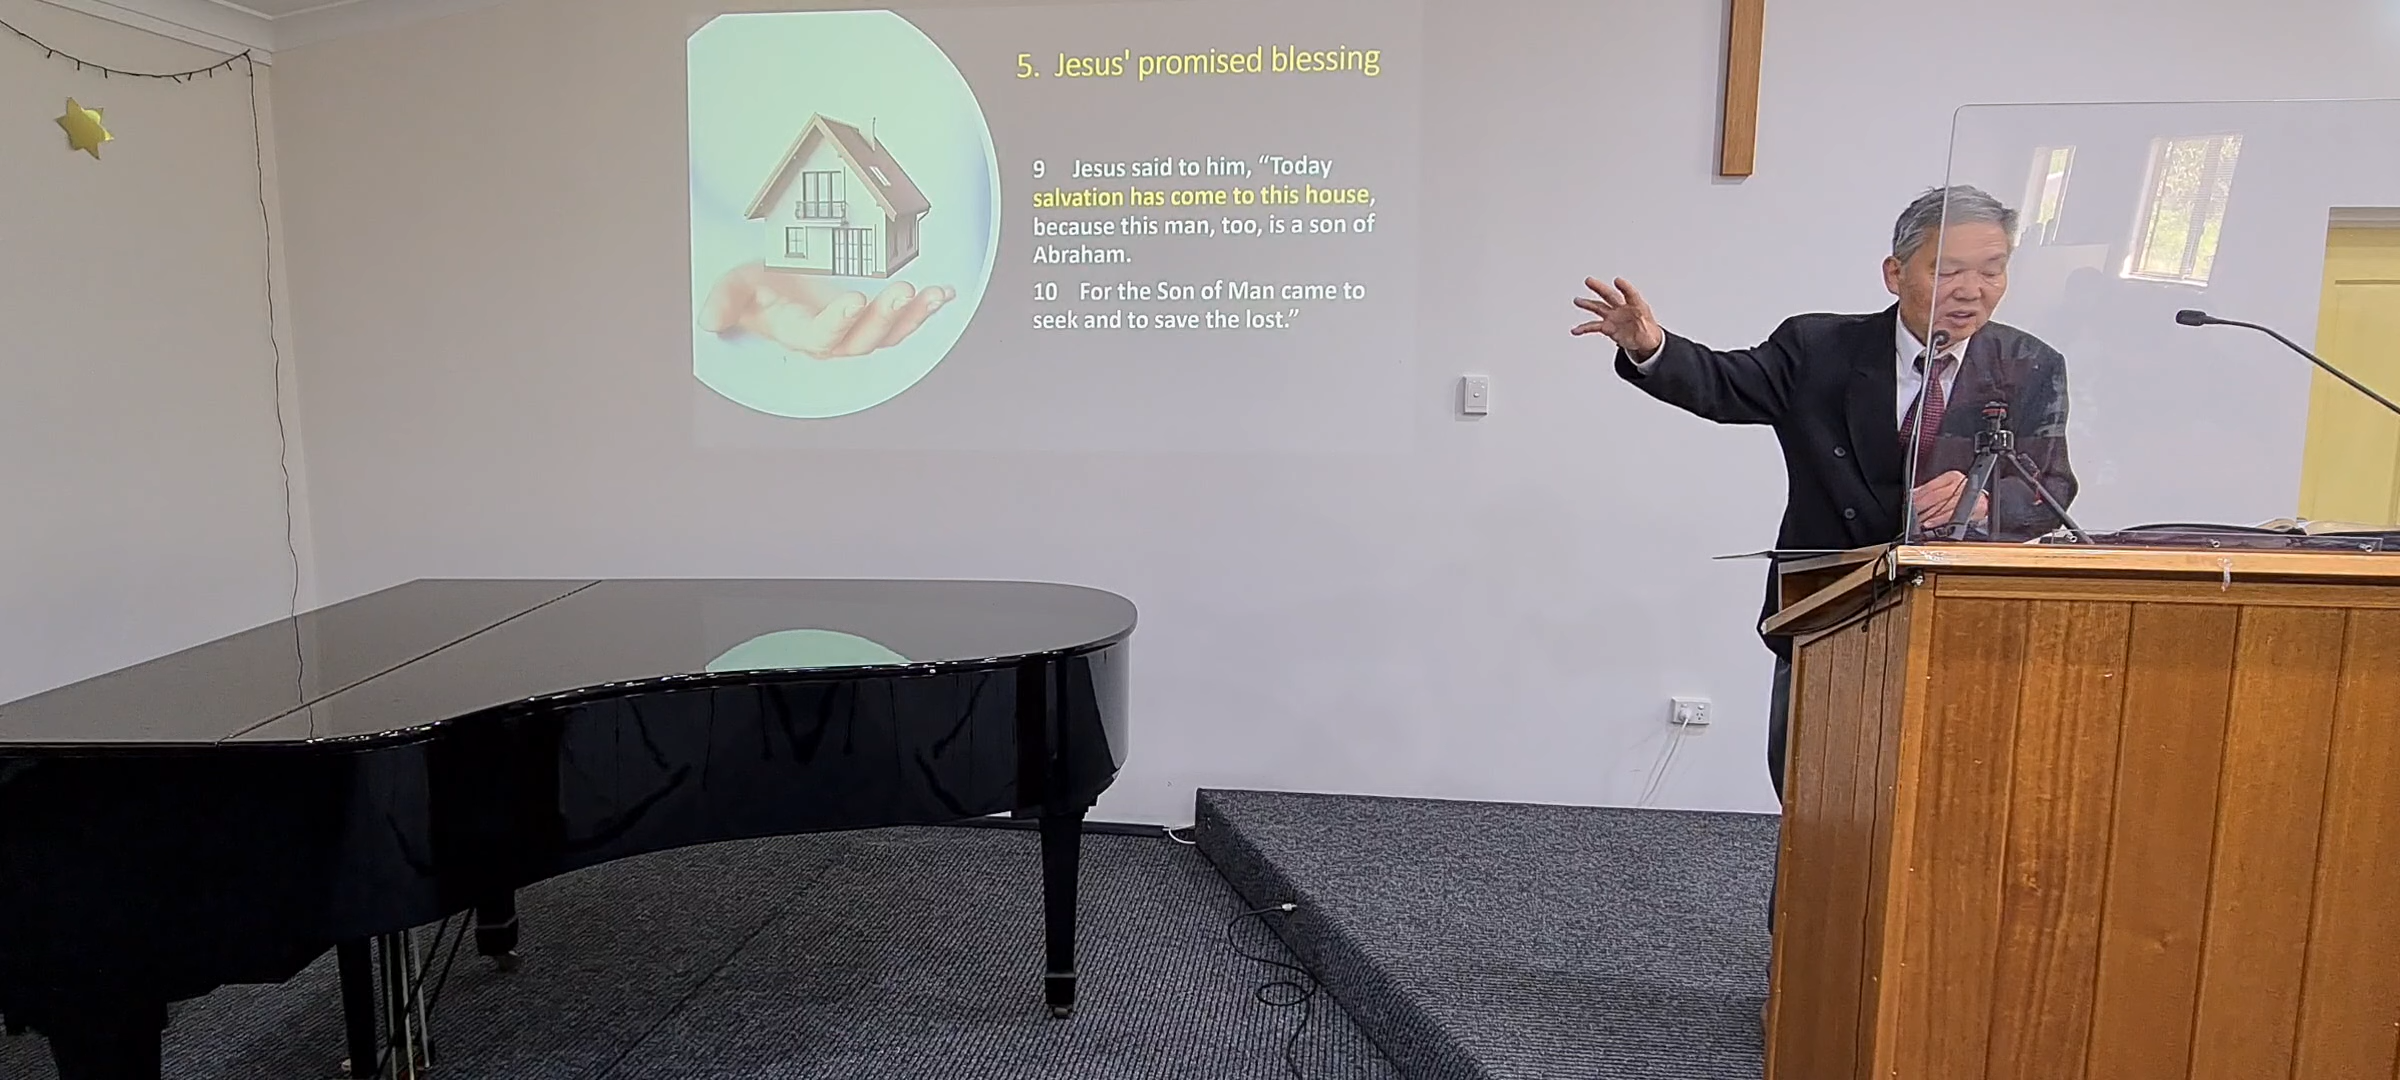 5. Jesus' promised blessing
9 Jesus said to him, “Today
salvation has come to this house,
because this man, too, is a son of
Abraham.
10 For the Son of Man came to
seek and to save the lost.”